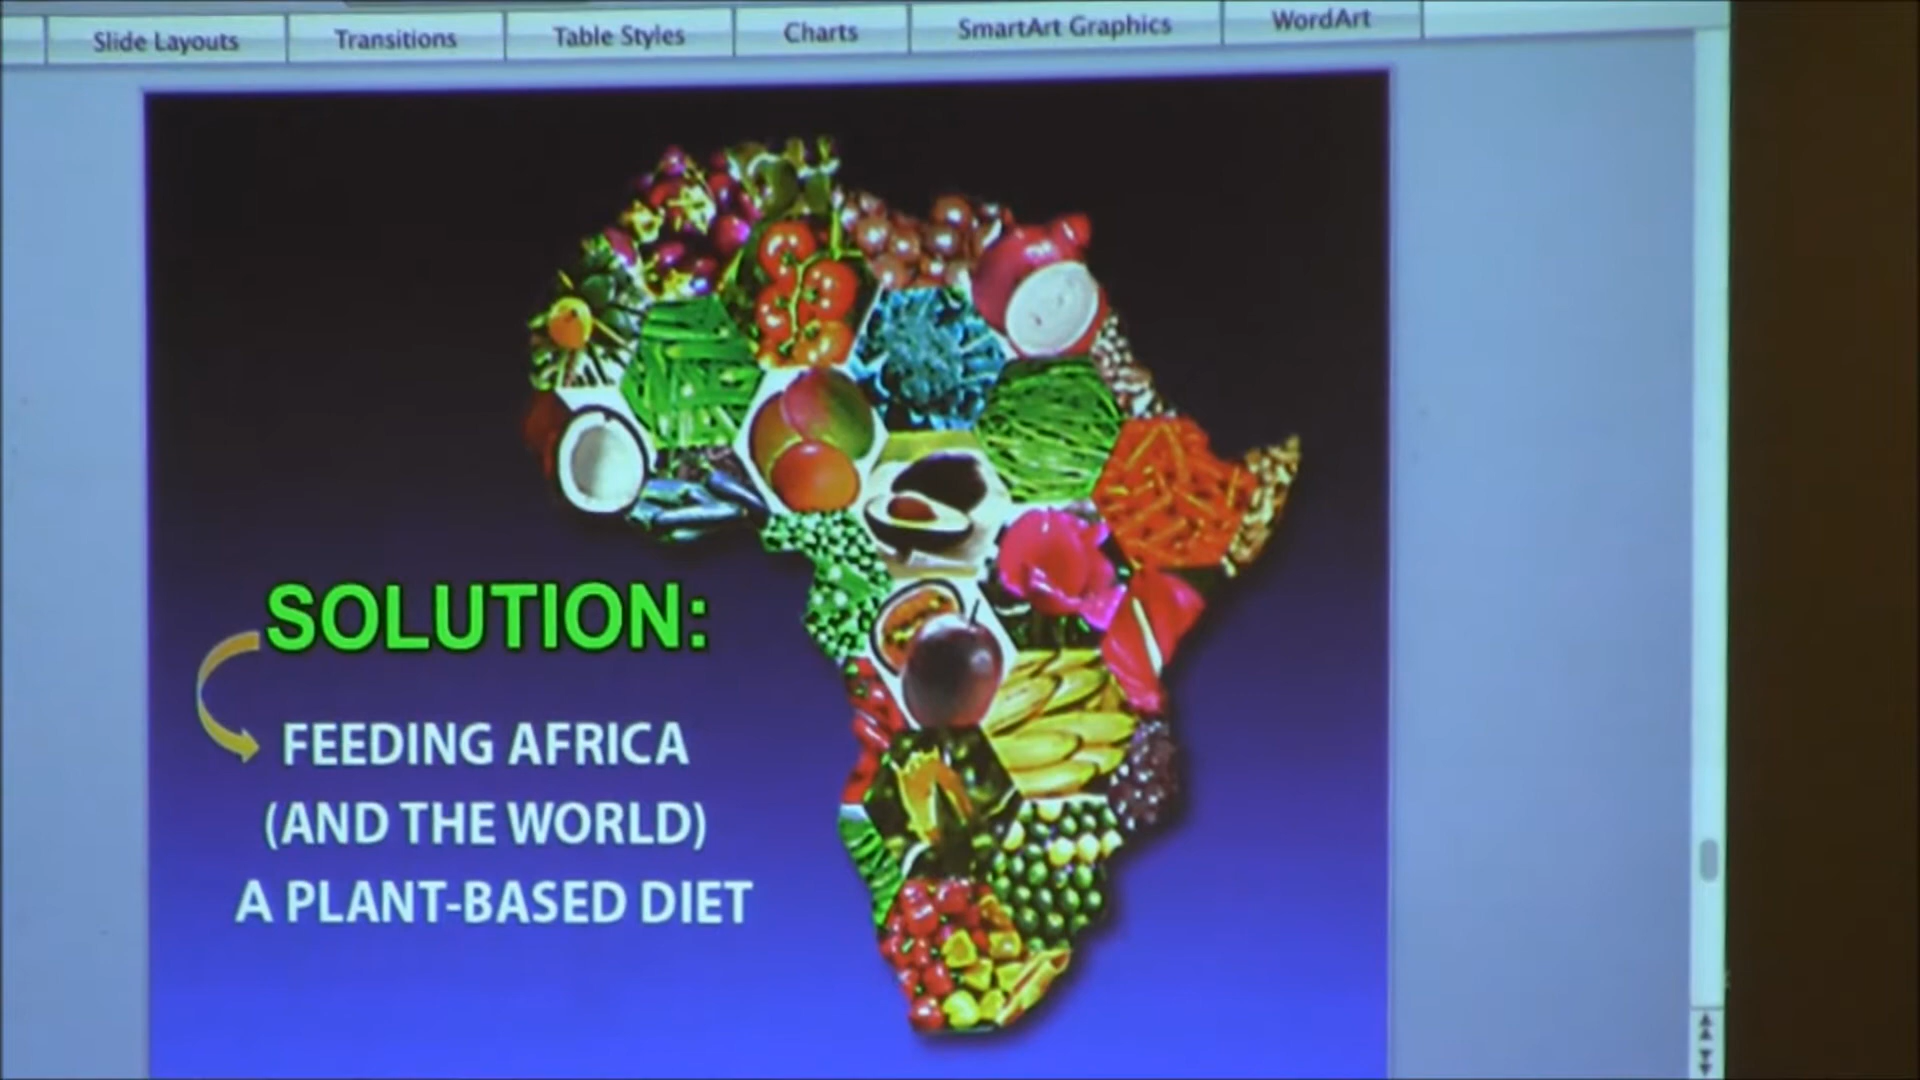 Slide Layouts
Transitions
Table Styles
Charts
SmartArt Graphics
WordArt
SOLUTION:
FEEDING AFRICA
(AND THE WORLD)
A PLANT-BASED DIET